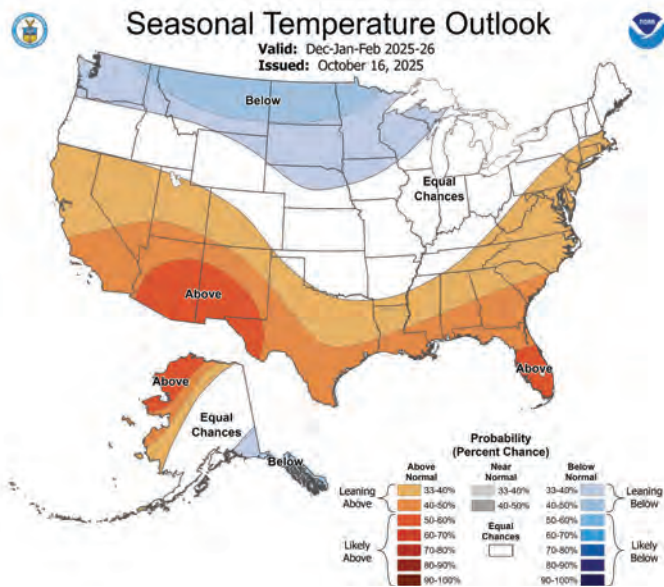 Seasonal Temperature Outlook
Valid: Dec-Jan-Feb 2025-26
Issued: October 16, 2025
NOAA
Below
Equal
Chances
Above
Above
Above
Equal
Chances
Below
Probability
(Percent Chance)
Above
Normal
Near
Normal
Below
Normal
Leaning
Above
33-40%
40-50%
33-40%
40-50%
33-40%
40-50%
Leaning
Below
Likely
Above
50-60%
60-70%
70-80%
80-90%
90-100%
Equal
Chances
50-60%
60-70%
70-80%
80-90%
90-100%
Likely
Below